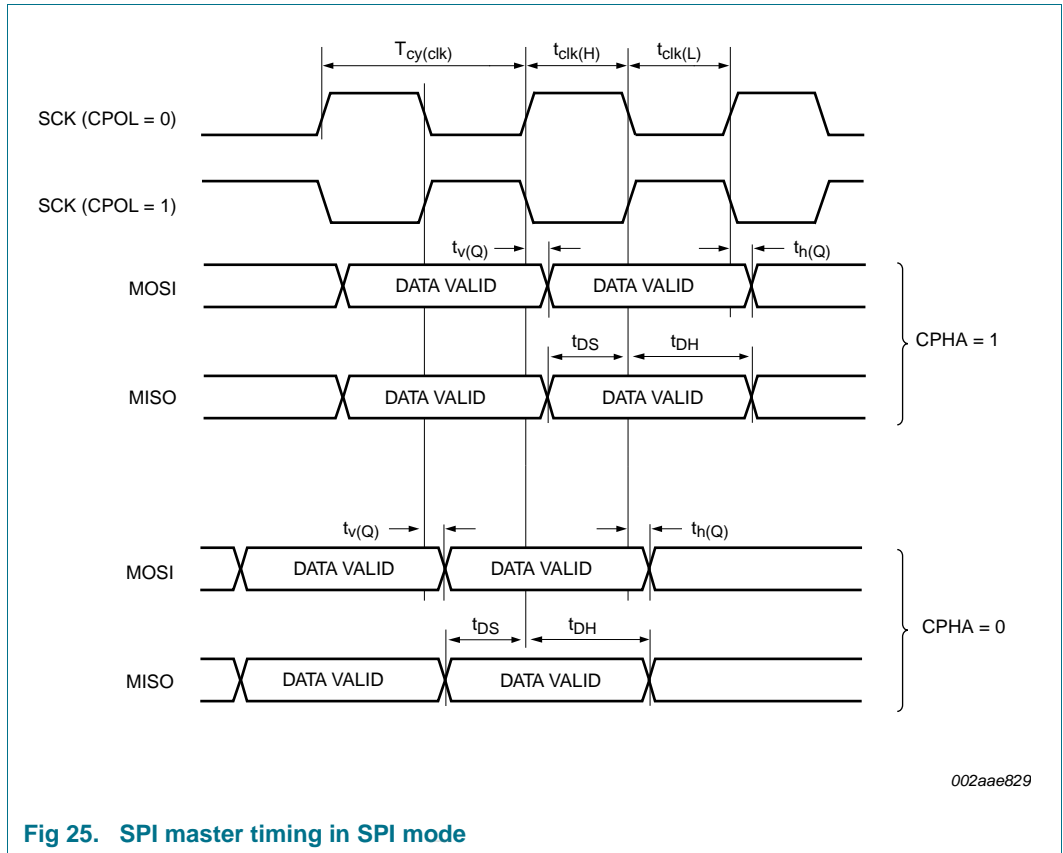 Tcy(clk) tclk(H) tclk(L)
SCK (CPOL = 0)
SCK (CPOL = 1)
tv(Q) th(Q)
MOSI DATA VALID DATA VALID
CPHA = 1
tDS tDH
MISO DATA VALID DATA VALID
tv(Q) th(Q)
MOSI DATA VALID DATA VALID
CPHA = 0
tDS tDH
MISO DATA VALID DATA VALID
002aae829
Fig 25. SPI master timing in SPI mode